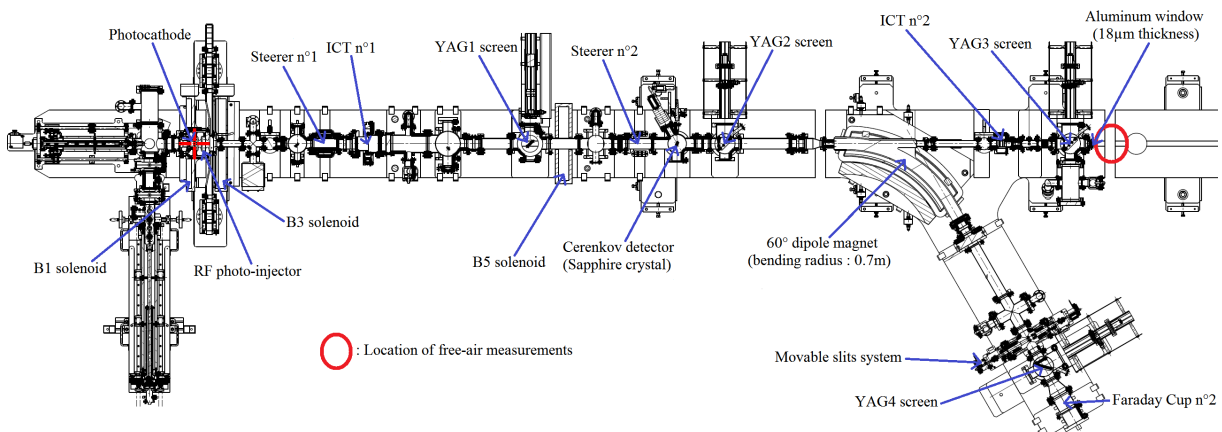 Photocathode
Steerer n°1
ICT n°1
YAG1 screen
Steerer n°2
YAG2 screen
ICT n°2
YAG3 screen
Aluminum window
(18µm thickness)
B1 solenoid
B3 solenoid
RF photo-injector
B5 solenoid
Cerenkov detector
(Sapphire crystal)
60° dipole magnet
(bending radius : 0.7m)
: Location of free-air measurements
Movable slits system
YAG4 screen
Faraday Cup n°2